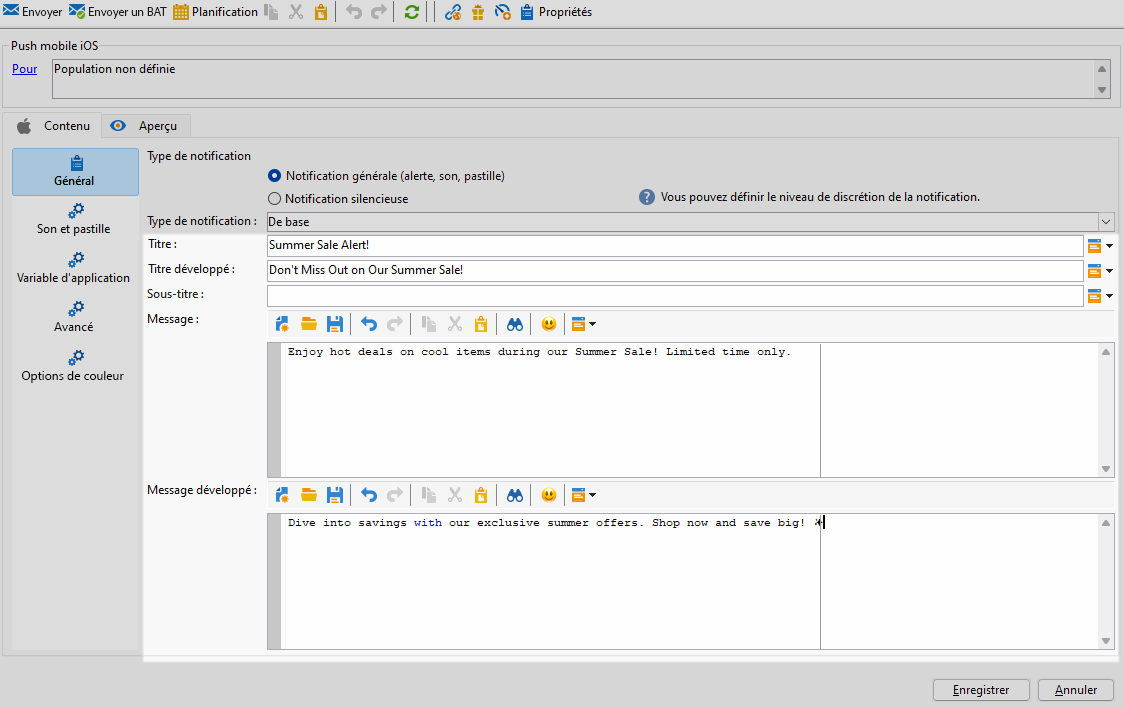 Envoyer Envoyer un BAT Planification Propriétés
Push mobile iOS
Pour Population non définie
Contenu Aperçu
Général
Son et pastille
Variable d'application
Avancé
Options de couleur
Type de notification
Notification générale (alerte, son, pastille)
Notification silencieuse
? Vous pouvez définir le niveau de discrétion de la notification.
Type de notification : De base
Titre : Summer Sale Alert!
Titre développé : Don't Miss Out on Our Summer Sale!
Sous-titre :
Message :
Enjoy hot deals on cool items during our Summer Sale! Limited time only.
Message développé :
Dive into savings with our exclusive summer offers. Shop now and save big!
Enregistrer Annuler